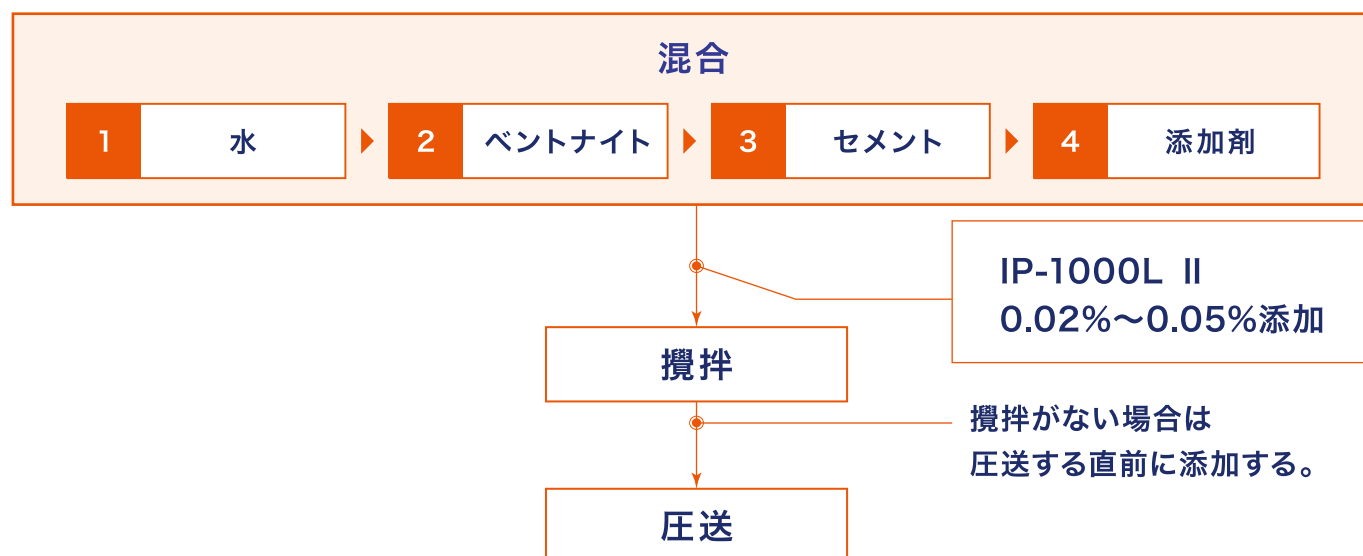 混合
1 水
2 ベントナイト
3 セメント
4 添加剤
IP-1000L II
0.02%〜0.05%添加
攪拌
攪拌がない場合は
圧送する直前に添加する。
圧送